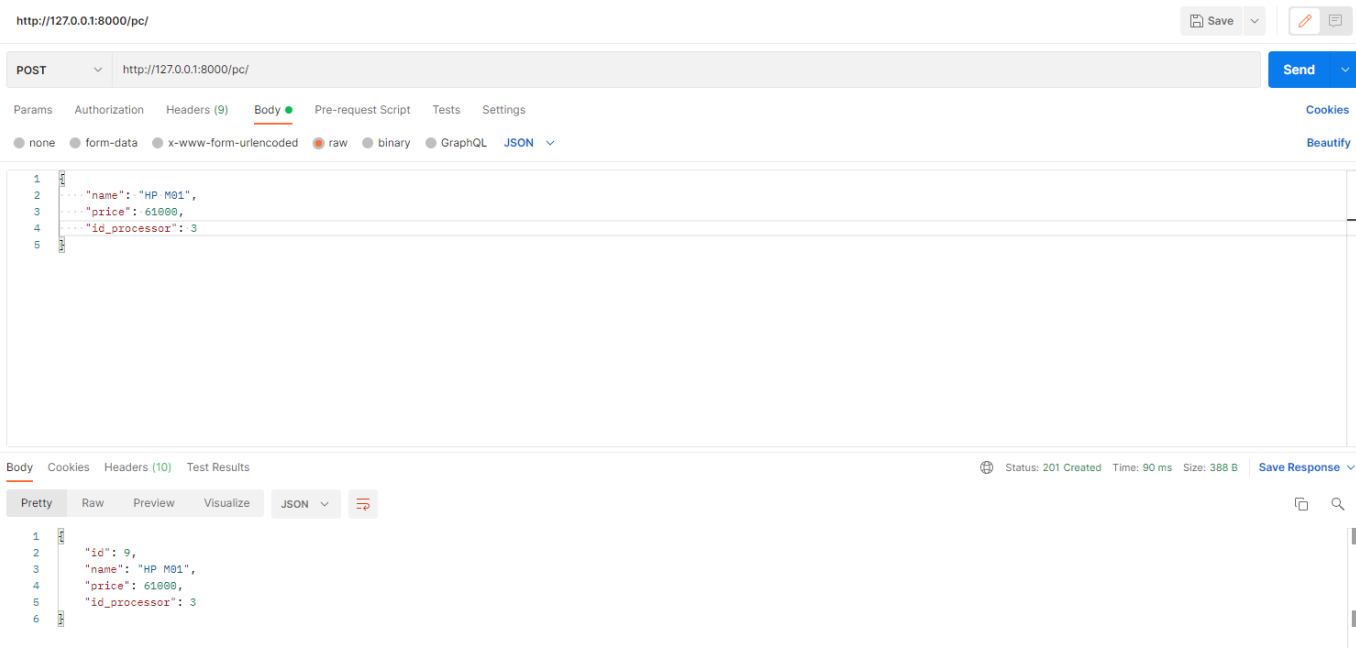 http://127.0.0.1:8000/pc/ Save
POST http://127.0.0.1:8000/pc/ Send
Params Authorization Headers (9) Body Pre-request Script Tests Settings Cookies
none form-data x-www-form-urlencoded raw binary GraphQL JSON Beautify
1 {
2 "name": "HP M01",
3 "price": 61000,
4 "id_processor": 3
5 }
Body Cookies Headers (10) Test Results Status: 201 Created Time: 90 ms Size: 388 B Save Response
Pretty Raw Preview Visualize JSON
1 {
2 "id": 9,
3 "name": "HP M01",
4 "price": 61000,
5 "id_processor": 3
6 }